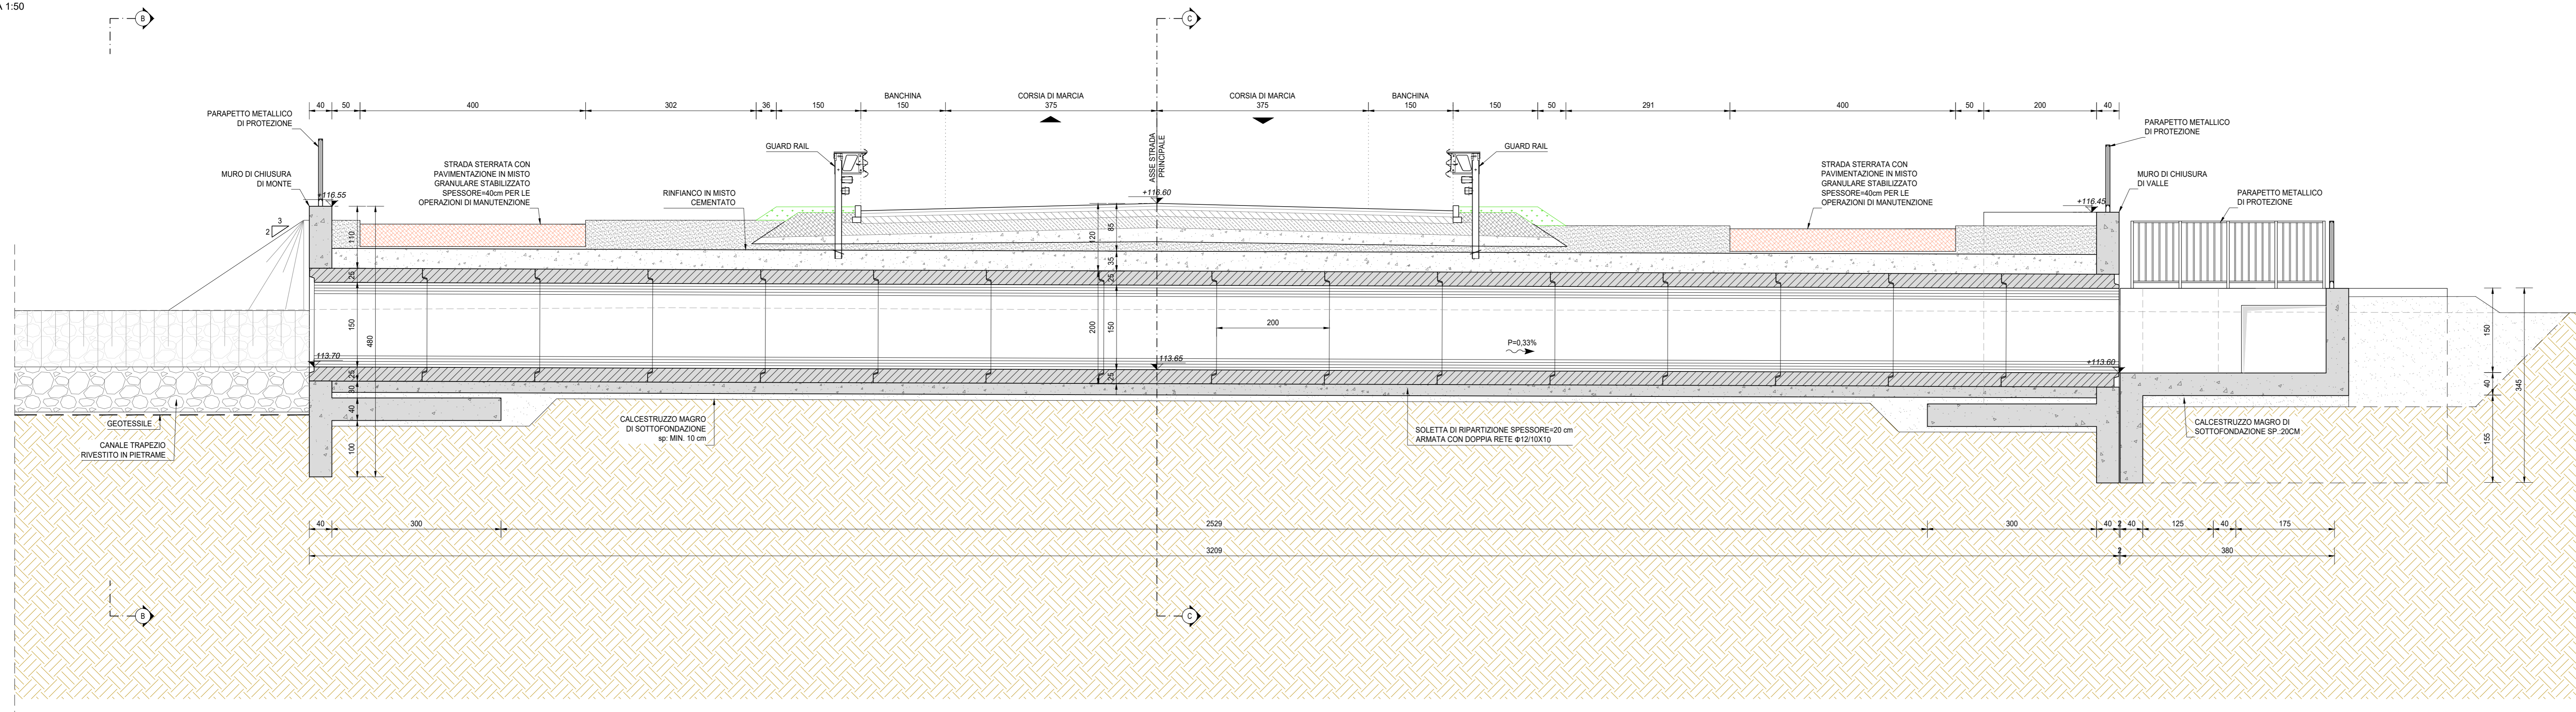 A 1:50
B
C
BANCHINA
CORSIA DI MARCIA
CORSIA DI MARCIA
BANCHINA
40 50 400 302 36 150 150 375 375 150 150 50 291 400 50 200 40
PARAPETTO METALLICO
DI PROTEZIONE
MURO DI CHIUSURA
DI MONTE
+116.55
STRADA STERRATA CON
PAVIMENTAZIONE IN MISTO
GRANULARE STABILIZZATO
SPESSORE=40cm PER LE
OPERAZIONI DI MANUTENZIONE
RINFIANCO IN MISTO
CEMENTATO
GUARD RAIL
ASSE STRADA
PRINCIPALE
+116.60
GUARD RAIL
STRADA STERRATA CON
PAVIMENTAZIONE IN MISTO
GRANULARE STABILIZZATO
SPESSORE=40cm PER LE
OPERAZIONI DI MANUTENZIONE
PARAPETTO METALLICO
DI PROTEZIONE
MURO DI CHIUSURA
DI VALLE
+116.45
PARAPETTO METALLICO
DI PROTEZIONE
3
2
110
25
150
480
25
30
40
100
120
85
35
25
200
150
25
200
P=0,33%
113.70
113.65
+113.60
150
40
155
345
GEOTESSILE
CANALE TRAPEZIO
RIVESTITO IN PIETRAME
CALCESTRUZZO MAGRO
DI SOTTOFONDAZIONE
sp: MIN. 10 cm
SOLETTA DI RIPARTIZIONE SPESSORE=20 cm
ARMATA CON DOPPIA RETE Φ12/10X10
CALCESTRUZZO MAGRO DI
SOTTOFONDAZIONE SP.:20CM
40 300 2529 300 40 2 40 125 40 175
3209 2 380
B
C